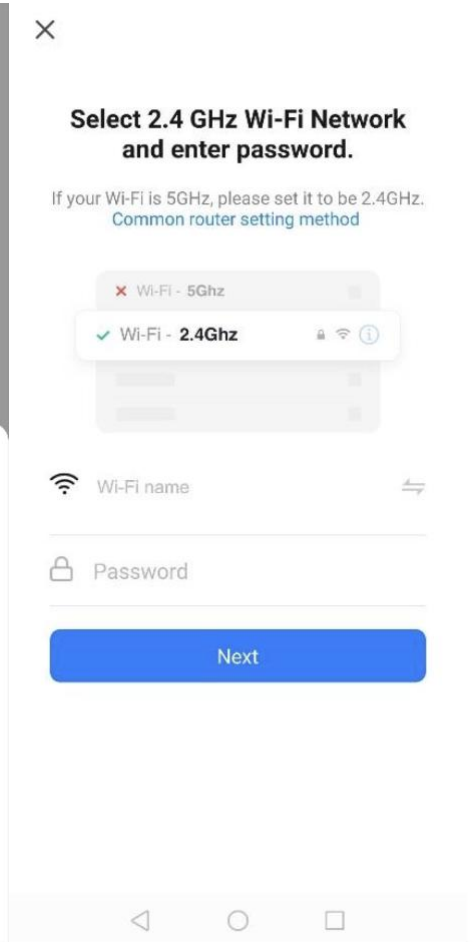 Select 2.4 GHz Wi-Fi Network
and enter password.
If your Wi-Fi is 5GHz, please set it to be 2.4GHz.
Common router setting method
Wi-Fi - 5Ghz
Wi-Fi - 2.4Ghz
Wi-Fi name
Password
Next